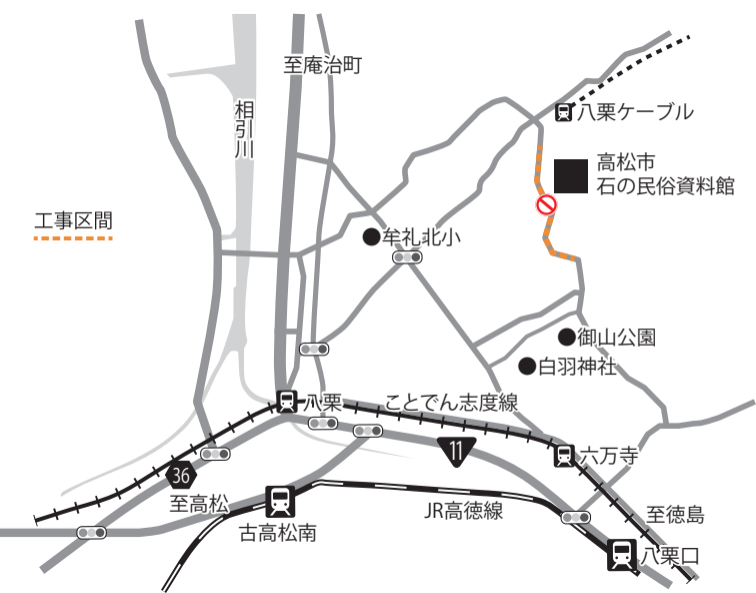 至庵治町
相引川
八栗ケーブル
高松市
石の民俗資料館
工事区間
牟礼北小
御山公園
白羽神社
八栗
ことでん志度線
11
六万寺
36
至高松
古高松南
JR高徳線
至徳島
八栗口